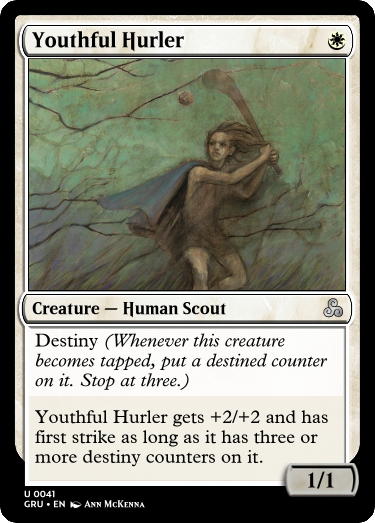 Youthful Hurler
Creature — Human Scout
Destiny (Whenever this creature
becomes tapped, put a destined counter
on it. Stop at three.)
Youthful Hurler gets +2/+2 and has
first strike as long as it has three or
more destiny counters on it.
1/1
U 0041
GRU • EN Ann McKenna